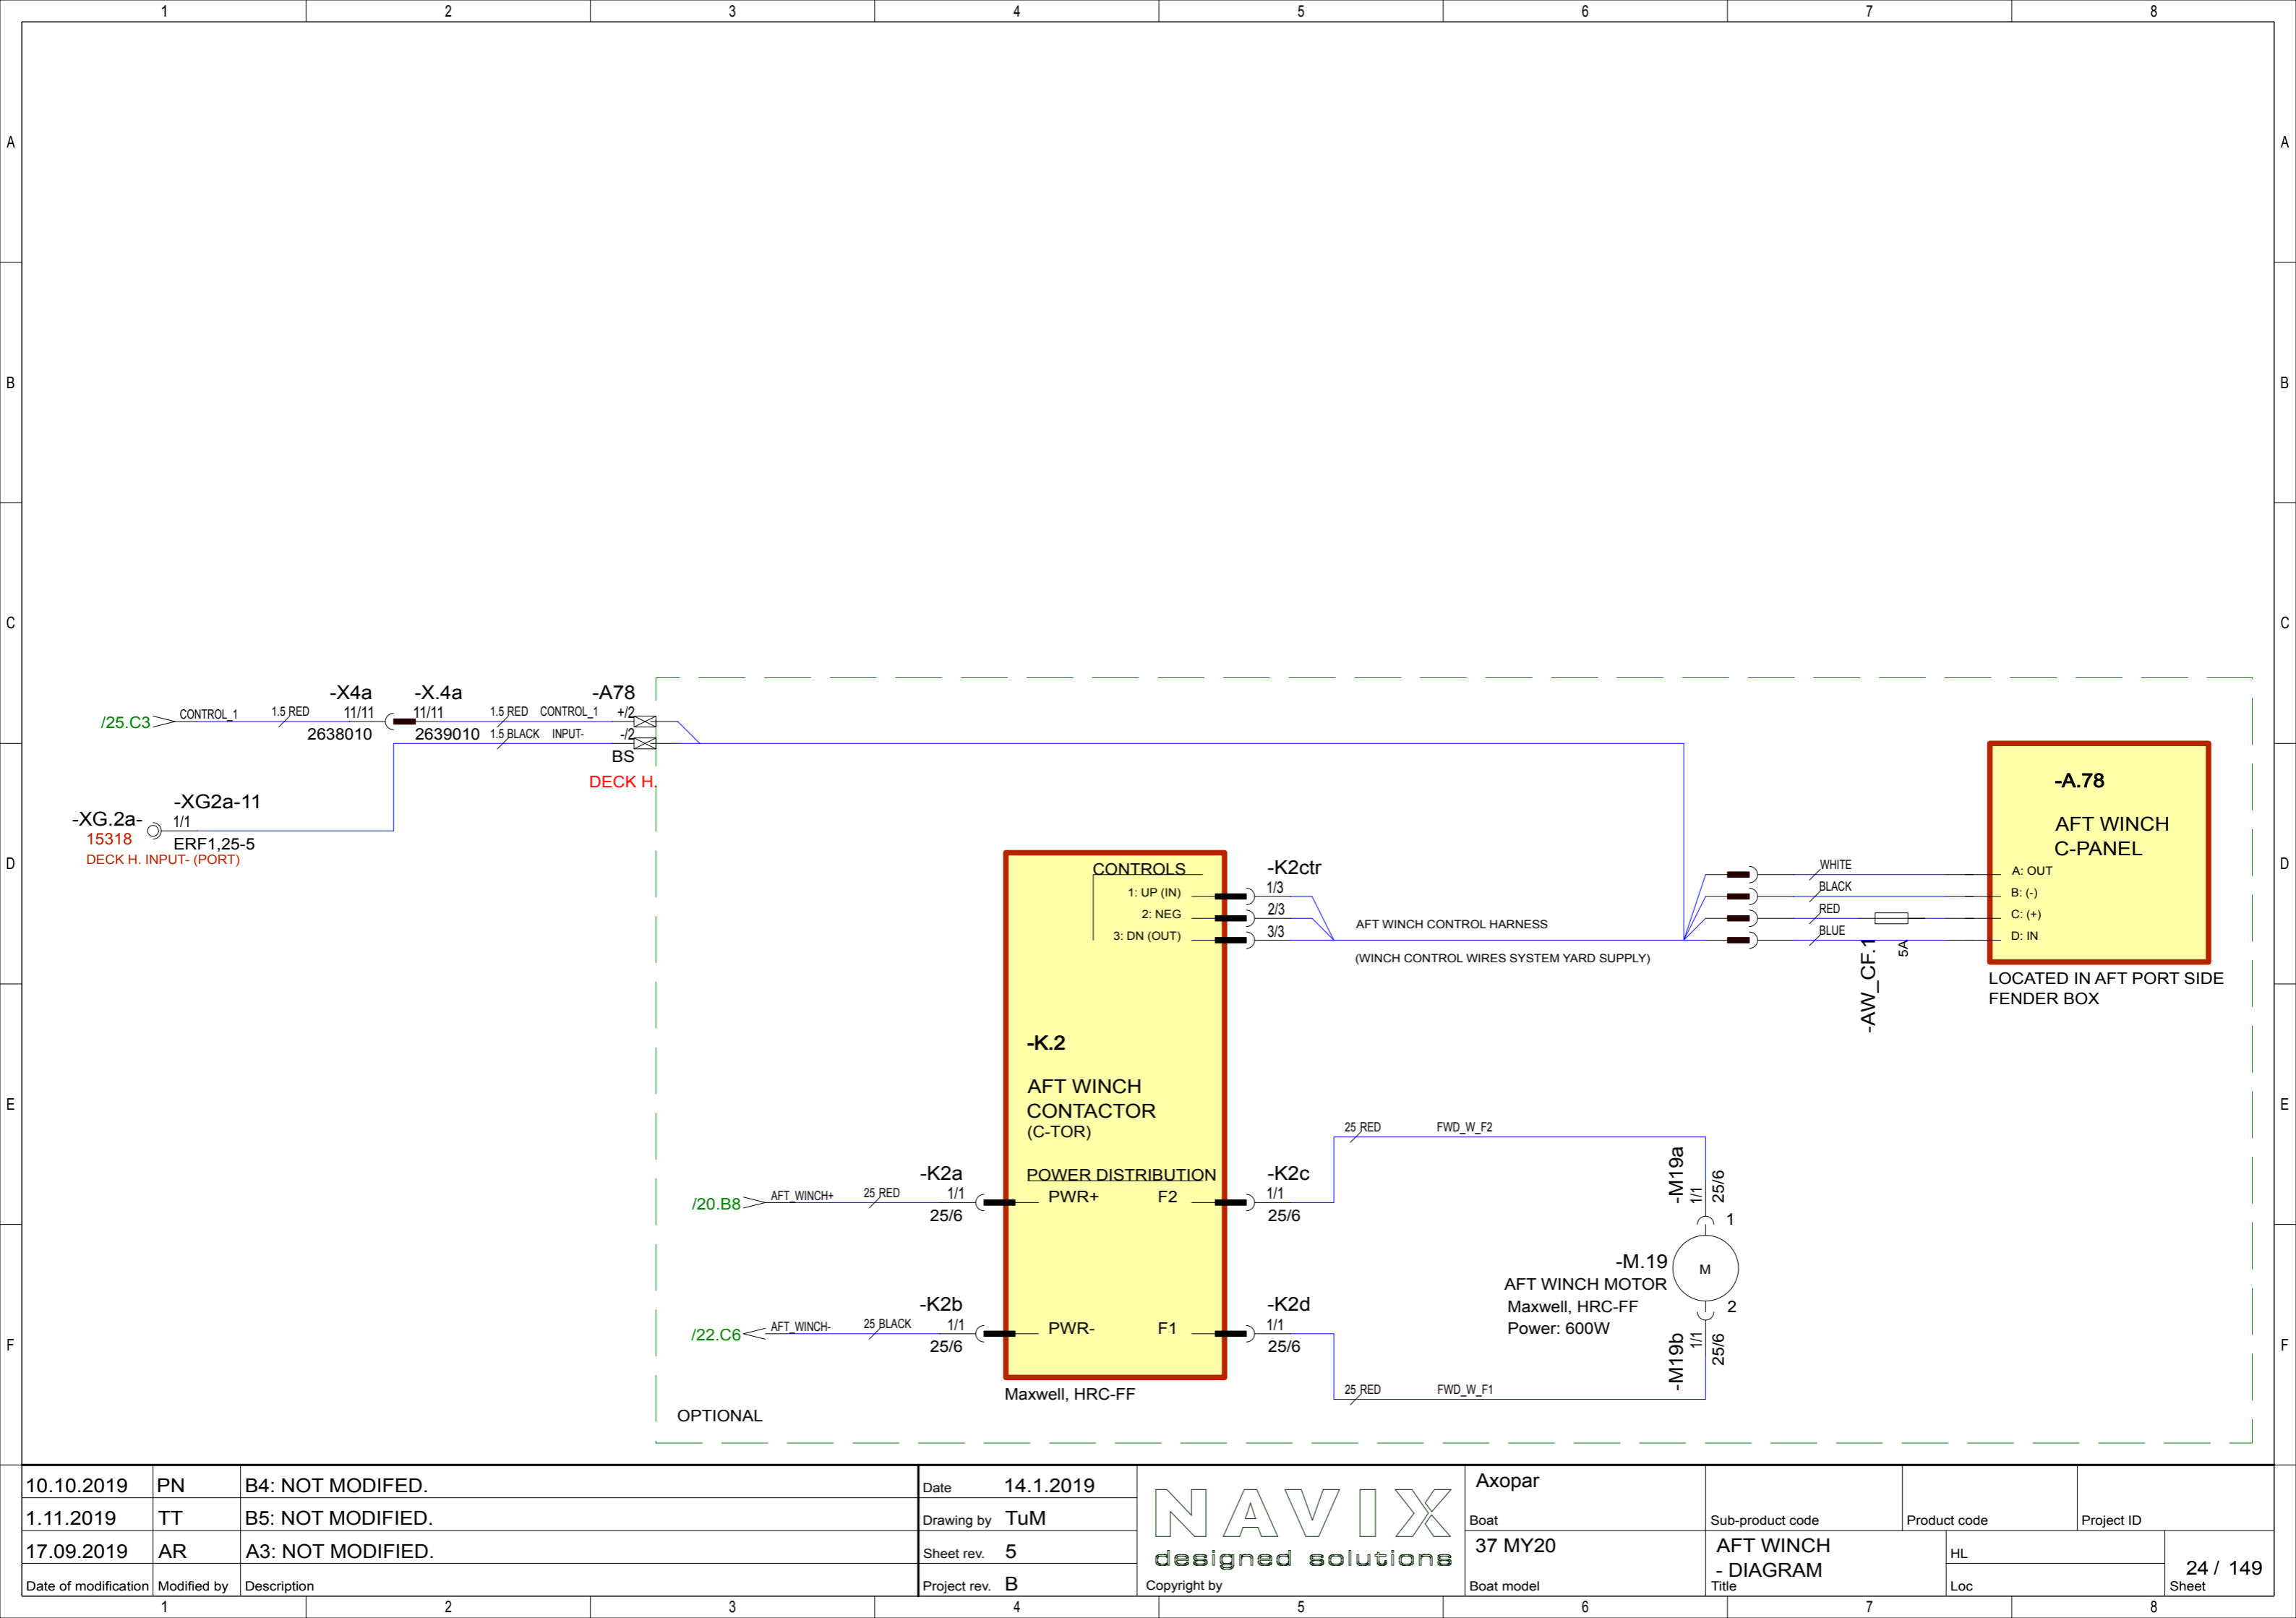 1 2 3 4 5 6 7 8
A A
B B
C C
D D
E E
F F
-X4a
-X.4a
-A78
/25.C3
CONTROL_1
1.5 RED
11/11
11/11
1.5 RED
CONTROL_1
+/2
2638010
2639010
1.5 BLACK
INPUT-
-/2
BS
DECK H.
-XG2a-11
-XG.2a-
1/1
15318
ERF1,25-5
DECK H. INPUT- (PORT)
-A.78
AFT WINCH
C-PANEL
A: OUT
B: (-)
C: (+)
D: IN
LOCATED IN AFT PORT SIDE
FENDER BOX
WHITE
BLACK
RED
BLUE
-AW_CF.1
5A
CONTROLS
1: UP (IN)
2: NEG
3: DN (OUT)
-K2ctr
1/3
2/3
3/3
AFT WINCH CONTROL HARNESS
(WINCH CONTROL WIRES SYSTEM YARD SUPPLY)
-K.2
AFT WINCH
CONTACTOR
(C-TOR)
POWER DISTRIBUTION
PWR+
F2
PWR-
F1
Maxwell, HRC-FF
-K2a
/20.B8
AFT_WINCH+
25 RED
1/1
25/6
-K2b
/22.C6
AFT_WINCH-
25 BLACK
1/1
25/6
-K2c
1/1
25/6
-K2d
1/1
25/6
25 RED
FWD_W_F2
25 RED
FWD_W_F1
-M19a
1/1
25/6
1
M
2
-M19b
1/1
25/6
-M.19
AFT WINCH MOTOR
Maxwell, HRC-FF
Power: 600W
OPTIONAL
10.10.2019 PN B4: NOT MODIFED.
1.11.2019 TT B5: NOT MODIFIED.
17.09.2019 AR A3: NOT MODIFIED.
Date of modification Modified by Description
Date 14.1.2019
Drawing by TuM
Sheet rev. 5
Project rev. B
NAVIX
designed solutions
Copyright by
Axopar
Boat
37 MY20
Boat model
Sub-product code
Product code
Project ID
AFT WINCH
- DIAGRAM
Title
HL
Loc
24 / 149
Sheet
1 2 3 4 5 6 7 8